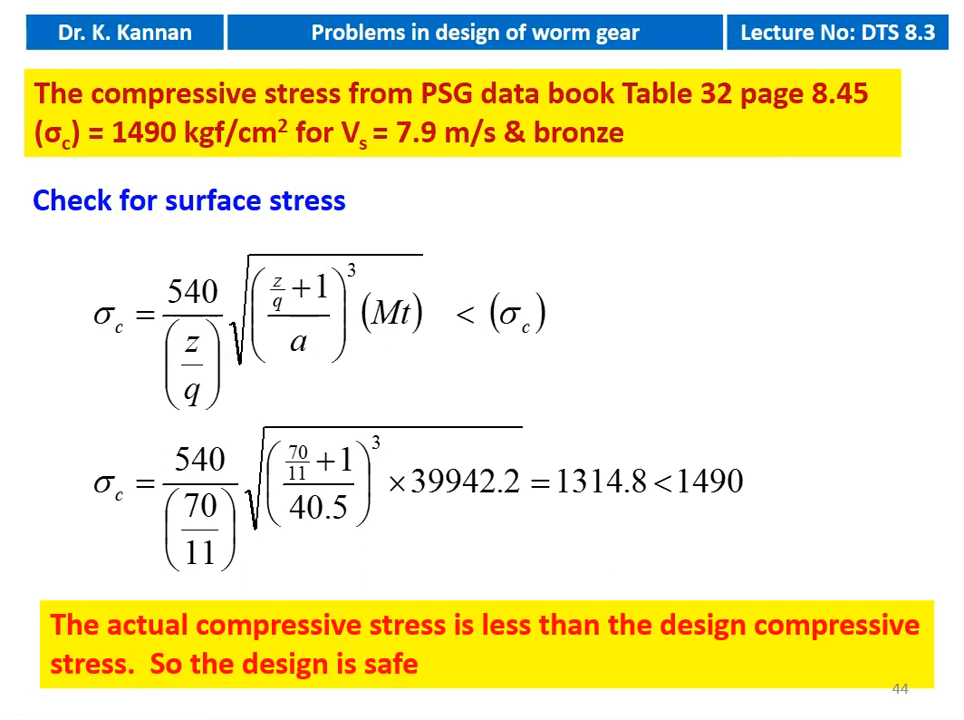 Dr. K. Kannan Problems in design of worm gear Lecture No: DTS 8.3
The compressive stress from PSG data book Table 32 page 8.45
(σc) = 1490 kgf/cm² for Vs = 7.9 m/s & bronze
Check for surface stress
σc = 540/(z/q) √(((z/q + 1)/a)³ (Mt)) < (σc)
σc = 540/(70/11) √(((70/11 + 1)/40.5)³ × 39942.2) = 1314.8 < 1490
The actual compressive stress is less than the design compressive
stress. So the design is safe
44